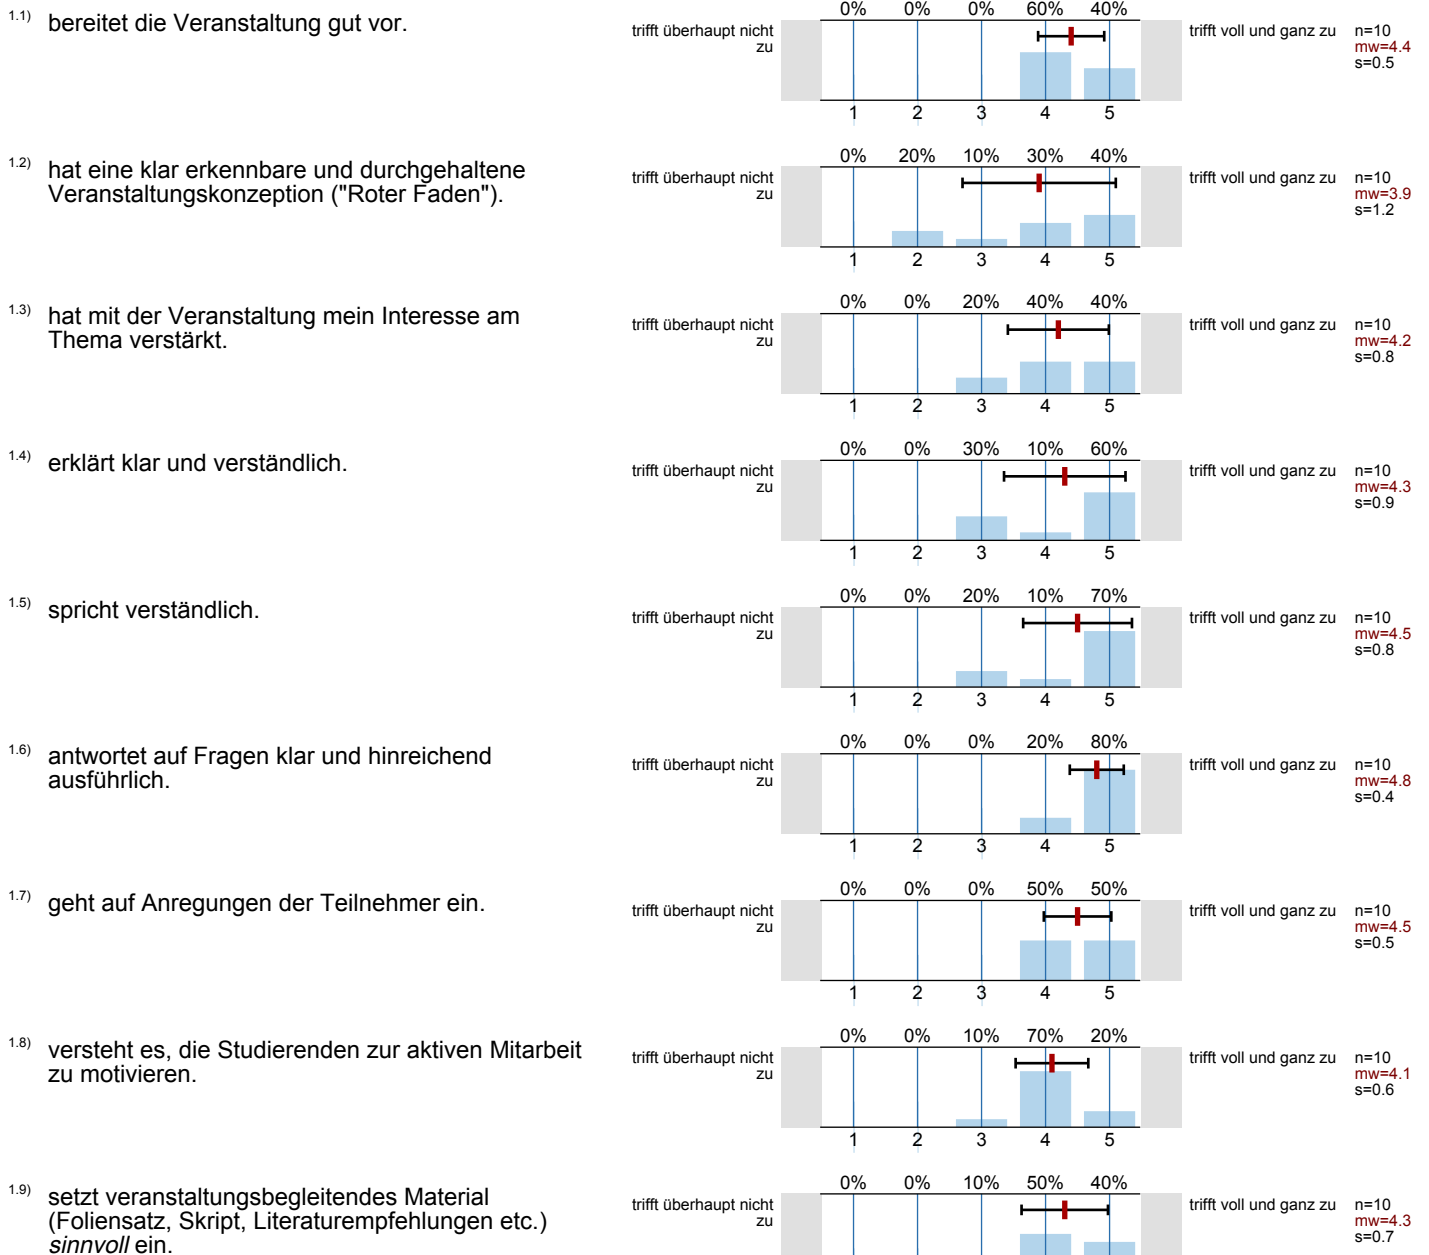 0% 0% 0% 60% 40%
1.1) bereitet die Veranstaltung gut vor.
trifft überhaupt nicht zu
trifft voll und ganz zu
n=10
mw=4.4
s=0.5
1 2 3 4 5
0% 20% 10% 30% 40%
1.2) hat eine klar erkennbare und durchgehaltene
Veranstaltungskonzeption ("Roter Faden").
trifft überhaupt nicht
zu
trifft voll und ganz zu
n=10
mw=3.9
s=1.2
1 2 3 4 5
0% 0% 20% 40% 40%
1.3) hat mit der Veranstaltung mein Interesse am
Thema verstärkt.
trifft überhaupt nicht
zu
trifft voll und ganz zu
n=10
mw=4.2
s=0.8
1 2 3 4 5
0% 0% 30% 10% 60%
1.4) erklärt klar und verständlich.
trifft überhaupt nicht
zu
trifft voll und ganz zu
n=10
mw=4.3
s=0.9
1 2 3 4 5
0% 0% 20% 10% 70%
1.5) spricht verständlich.
trifft überhaupt nicht
zu
trifft voll und ganz zu
n=10
mw=4.5
s=0.8
1 2 3 4 5
0% 0% 0% 20% 80%
1.6) antwortet auf Fragen klar und hinreichend
ausführlich.
trifft überhaupt nicht
zu
trifft voll und ganz zu
n=10
mw=4.8
s=0.4
1 2 3 4 5
0% 0% 0% 50% 50%
1.7) geht auf Anregungen der Teilnehmer ein.
trifft überhaupt nicht
zu
trifft voll und ganz zu
n=10
mw=4.5
s=0.5
1 2 3 4 5
0% 0% 10% 70% 20%
1.8) versteht es, die Studierenden zur aktiven Mitarbeit
zu motivieren.
trifft überhaupt nicht
zu
trifft voll und ganz zu
n=10
mw=4.1
s=0.6
1 2 3 4 5
0% 0% 10% 50% 40%
1.9) setzt veranstaltungsbegleitendes Material
(Foliensatz, Skript, Literaturempfehlungen etc.)
sinnvoll ein.
trifft überhaupt nicht
zu
trifft voll und ganz zu
n=10
mw=4.3
s=0.7